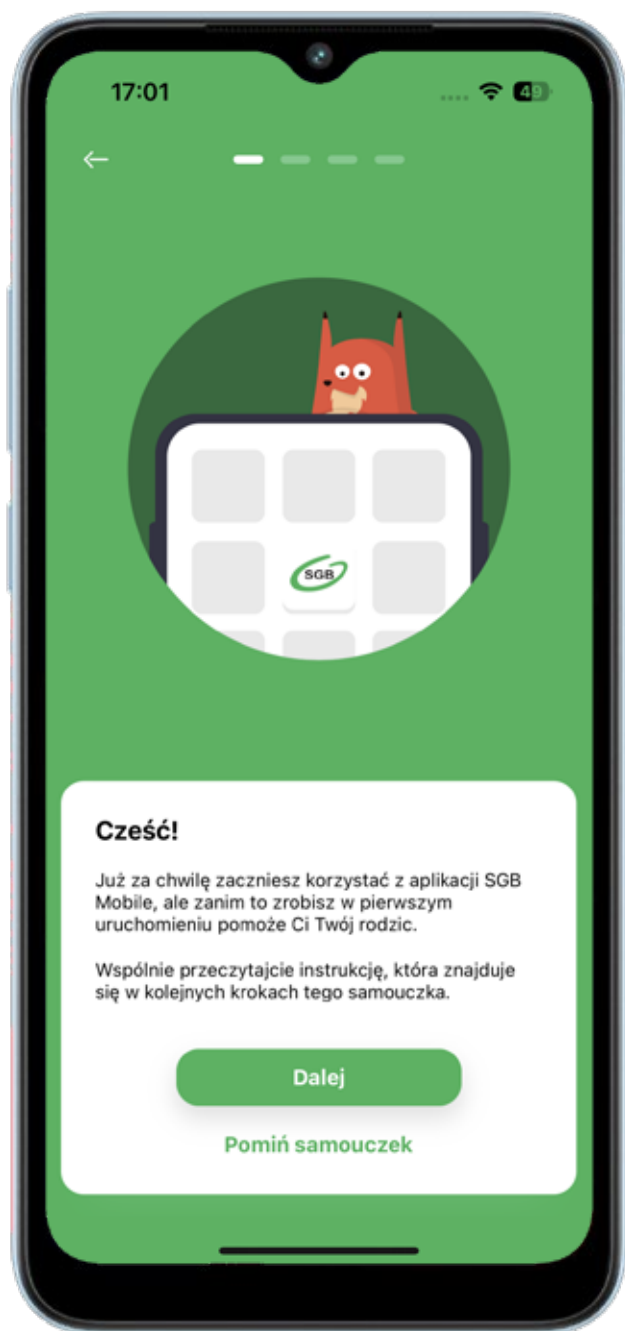 17:01
49
SGB
Cześć!
Już za chwilę zaczniesz korzystać z aplikacji SGB
Mobile, ale zanim to zrobisz w pierwszym
uruchomieniu pomoże Ci Twój rodzic.
Wspólnie przeczytajcie instrukcję, która znajduje
się w kolejnych krokach tego samouczka.
Dalej
Pomiń samouczek